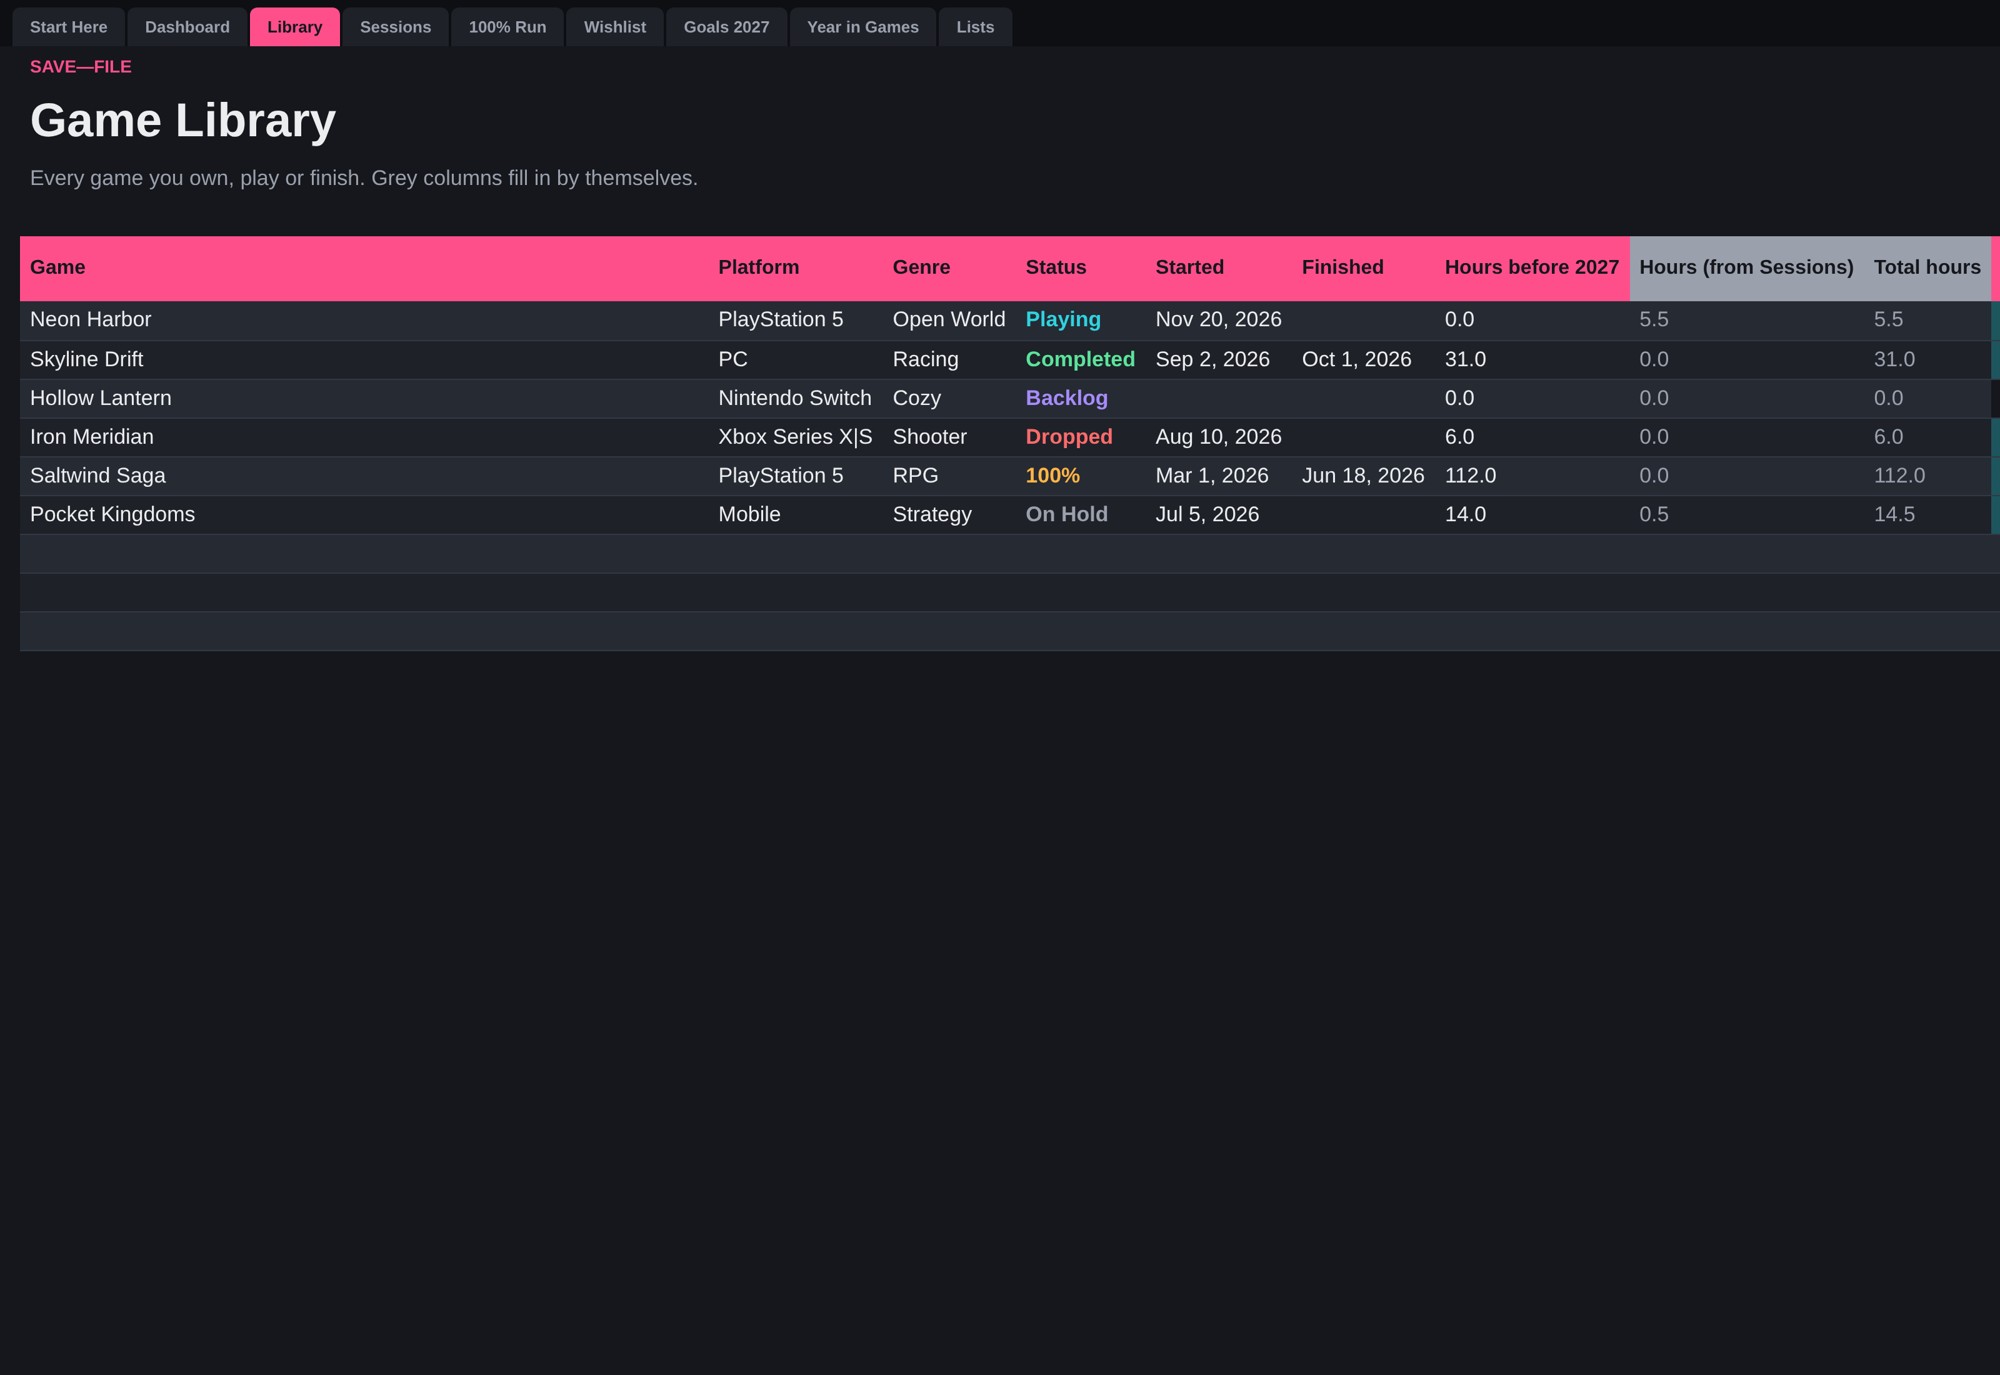 Start Here Dashboard Library Sessions 100% Run Wishlist Goals 2027 Year in Games Lists
SAVE—FILE
Game Library
Every game you own, play or finish. Grey columns fill in by themselves.
Game Platform Genre Status Started Finished Hours before 2027 Hours (from Sessions) Total hours
Neon Harbor PlayStation 5 Open World Playing Nov 20, 2026 0.0 5.5 5.5
Skyline Drift PC Racing Completed Sep 2, 2026 Oct 1, 2026 31.0 0.0 31.0
Hollow Lantern Nintendo Switch Cozy Backlog 0.0 0.0 0.0
Iron Meridian Xbox Series X|S Shooter Dropped Aug 10, 2026 6.0 0.0 6.0
Saltwind Saga PlayStation 5 RPG 100% Mar 1, 2026 Jun 18, 2026 112.0 0.0 112.0
Pocket Kingdoms Mobile Strategy On Hold Jul 5, 2026 14.0 0.5 14.5